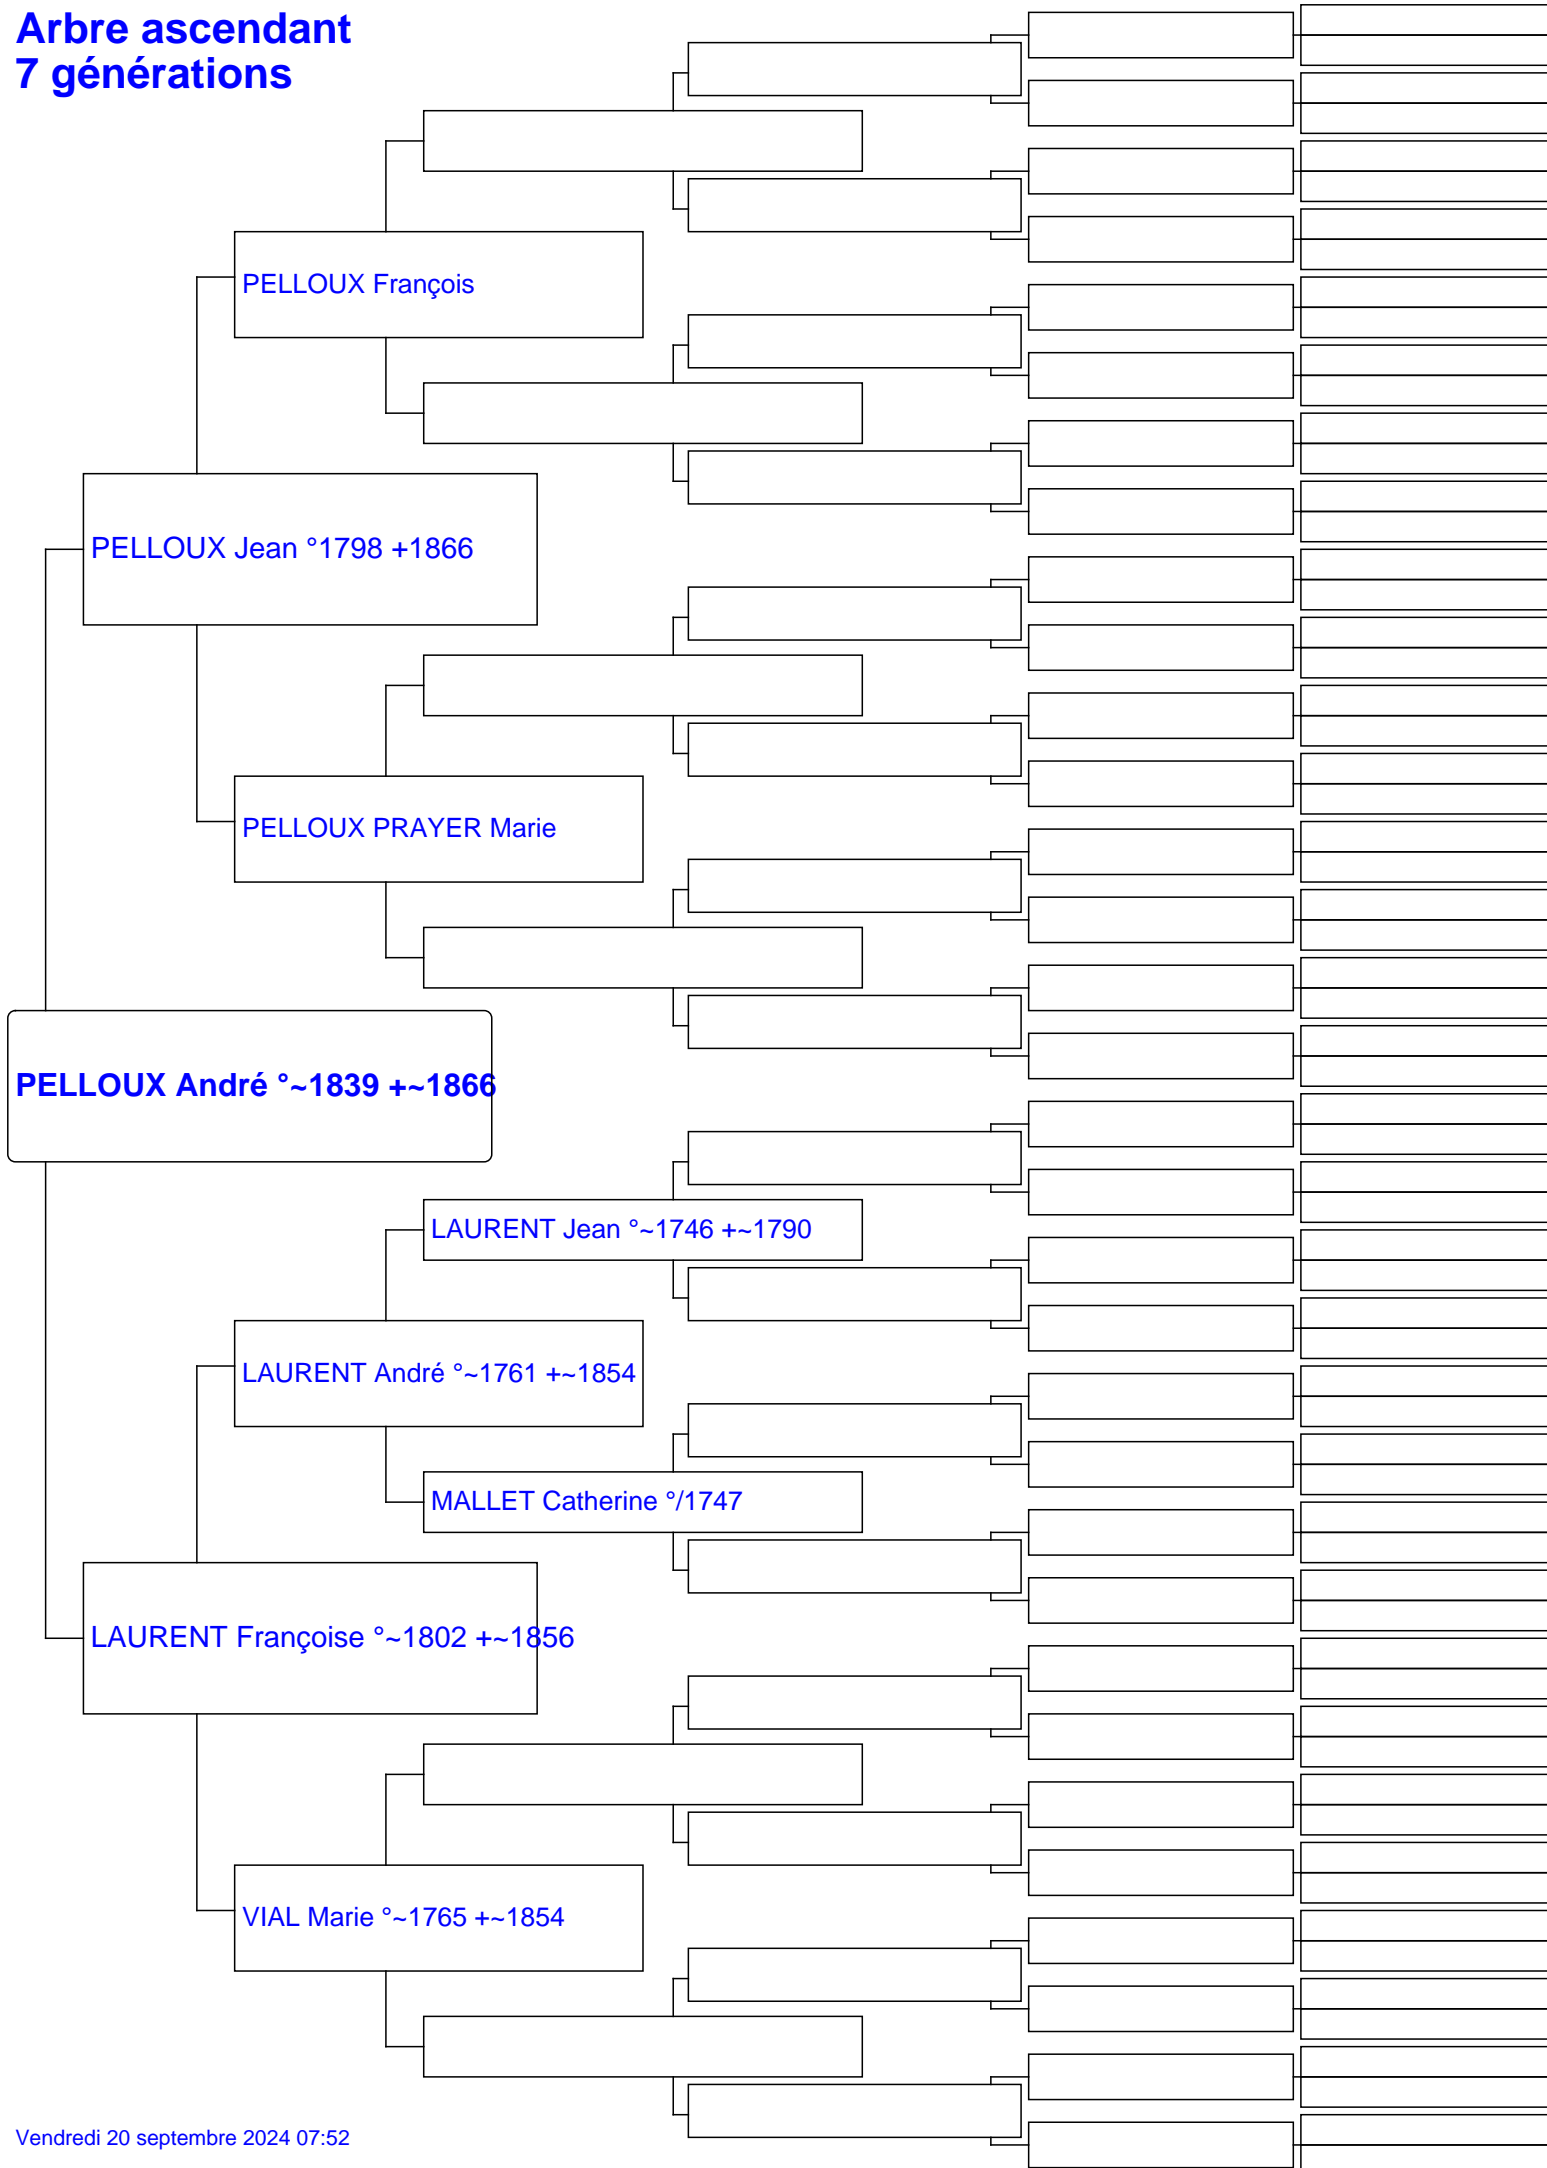 Arbre ascendant
7 générations
PELLOUX François
PELLOUX Jean °1798 +1866
PELLOUX PRAYER Marie
PELLOUX André °~1839 +~1866
LAURENT Jean °~1746 +~1790
LAURENT André °~1761 +~1854
MALLET Catherine °/1747
LAURENT Françoise °~1802 +~1856
VIAL Marie °~1765 +~1854
Vendredi 20 septembre 2024 07:52